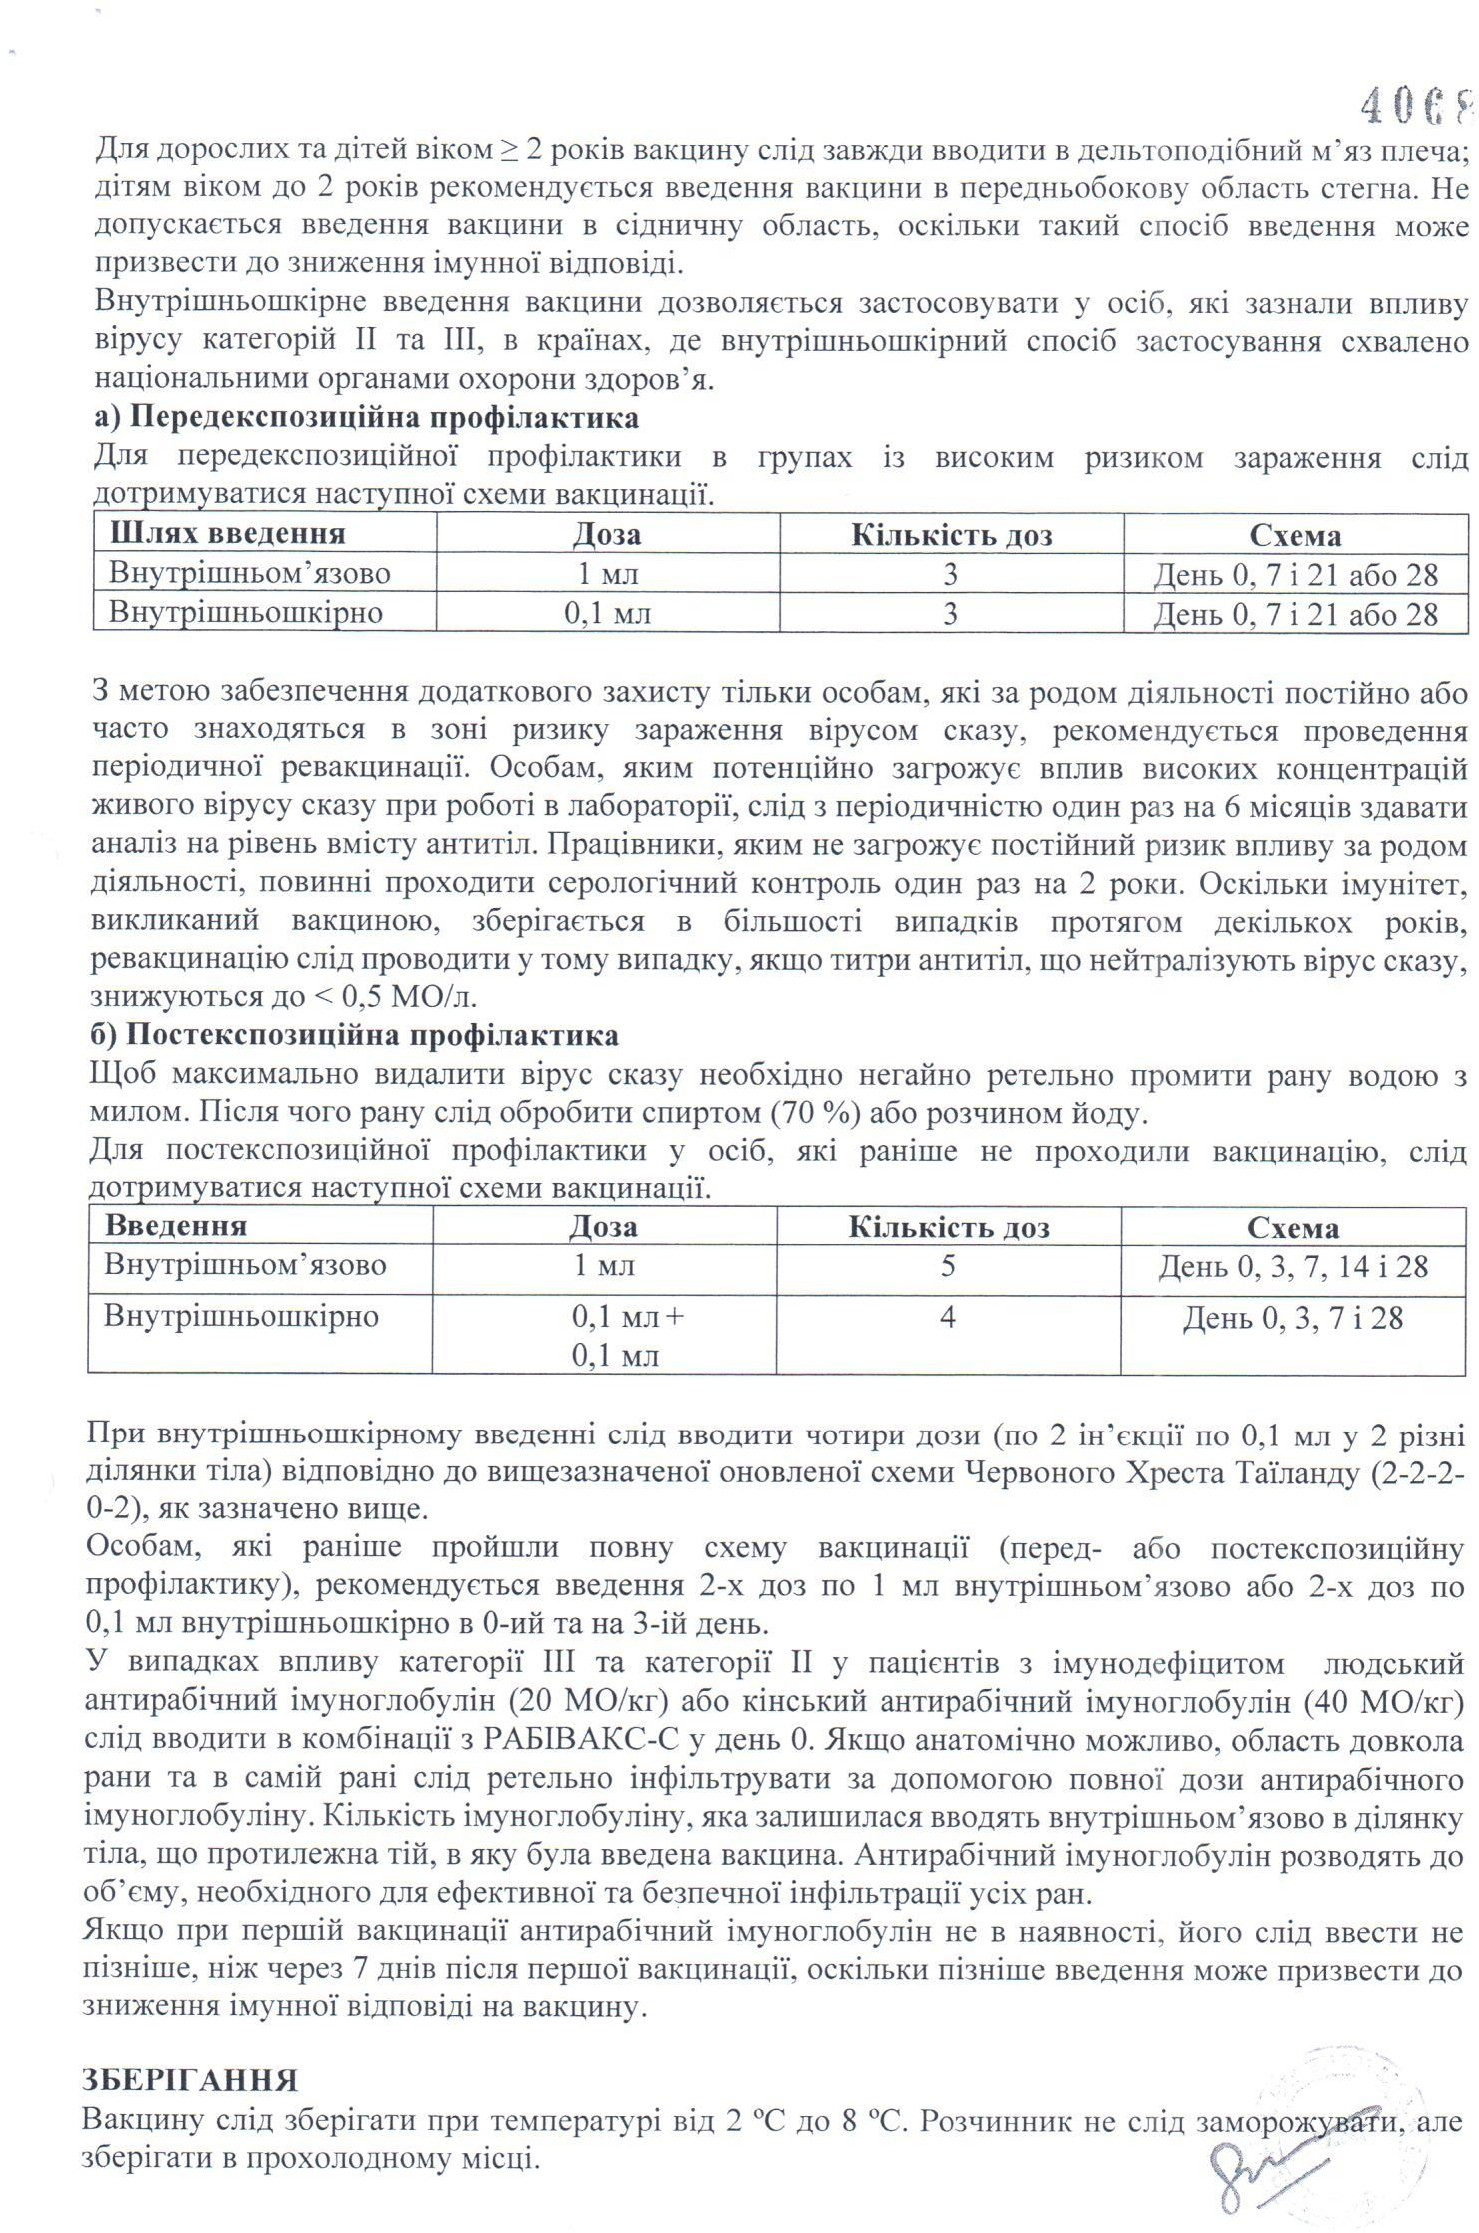 4068
Для дорослих та дітей віком ≥ 2 років вакцину слід завжди вводити в дельтоподібний м’яз плеча;
дітям віком до 2 років рекомендується введення вакцини в передньобокову область стегна. Не
допускається введення вакцини в сідничну область, оскільки такий спосіб введення може
призвести до зниження імунної відповіді.
Внутрішньошкірне введення вакцини дозволяється застосовувати у осіб, які зазнали впливу
вірусу категорій II та III, в країнах, де внутрішньошкірний спосіб застосування схвалено
національними органами охорони здоров’я.
а) Передекспозиційна профілактика
Для передекспозиційної профілактики в групах із високим ризиком зараження слід
дотримуватися наступної схеми вакцинації.
Шлях введення Доза Кількість доз Схема
Внутрішньом’язово 1 мл 3 День 0, 7 і 21 або 28
Внутрішньошкірно 0,1 мл 3 День 0, 7 і 21 або 28
З метою забезпечення додаткового захисту тільки особам, які за родом діяльності постійно або
часто знаходяться в зоні ризику зараження вірусом сказу, рекомендується проведення
періодичної ревакцинації. Особам, яким потенційно загрожує вплив високих концентрацій
живого вірусу сказу при роботі в лабораторії, слід з періодичністю один раз на 6 місяців здавати
аналіз на рівень вмісту антитіл. Працівники, яким не загрожує постійний ризик впливу за родом
діяльності, повинні проходити серологічний контроль один раз на 2 роки. Оскільки імунітет,
викликаний вакциною, зберігається в більшості випадків протягом декількох років,
ревакцинацію слід проводити у тому випадку, якщо титри антитіл, що нейтралізують вірус сказу,
знижуються до < 0,5 МО/л.
б) Постекспозиційна профілактика
Щоб максимально видалити вірус сказу необхідно негайно ретельно промити рану водою з
милом. Після чого рану слід обробити спиртом (70 %) або розчином йоду.
Для постекспозиційної профілактики у осіб, які раніше не проходили вакцинацію, слід
дотримуватися наступної схеми вакцинації.
Введення Доза Кількість доз Схема
Внутрішньом’язово 1 мл 5 День 0, 3, 7, 14 і 28
Внутрішньошкірно 0,1 мл + 4 День 0, 3, 7 і 28
0,1 мл
При внутрішньошкірному введенні слід вводити чотири дози (по 2 ін’єкції по 0,1 мл у 2 різні
ділянки тіла) відповідно до вищезазначеної оновленої схеми Червоного Хреста Таїланду (2-2-2-
0-2), як зазначено вище.
Особам, які раніше пройшли повну схему вакцинації (перед- або постекспозиційну
профілактику), рекомендується введення 2-х доз по 1 мл внутрішньом’язово або 2-х доз по
0,1 мл внутрішньошкірно в 0-ий та на 3-ій день.
У випадках впливу категорії III та категорії II у пацієнтів з імунодефіцитом людський
антирабічний імуноглобулін (20 МО/кг) або кінський антирабічний імуноглобулін (40 МО/кг)
слід вводити в комбінації з РАБІВАКС-С у день 0. Якщо анатомічно можливо, область довкола
рани та в самій рані слід ретельно інфільтрувати за допомогою повної дози антирабічного
імуноглобуліну. Кількість імуноглобуліну, яка залишилася вводять внутрішньом’язово в ділянку
тіла, що протилежна тій, в яку була введена вакцина. Антирабічний імуноглобулін розводять до
об’єму, необхідного для ефективної та безпечної інфільтрації усіх ран.
Якщо при першій вакцинації антирабічний імуноглобулін не в наявності, його слід ввести не
пізніше, ніж через 7 днів після першої вакцинації, оскільки пізніше введення може призвести до
зниження імунної відповіді на вакцину.
ЗБЕРІГАННЯ
Вакцину слід зберігати при температурі від 2 ºC до 8 ºC. Розчинник не слід заморожувати, але
зберігати в прохолодному місці.